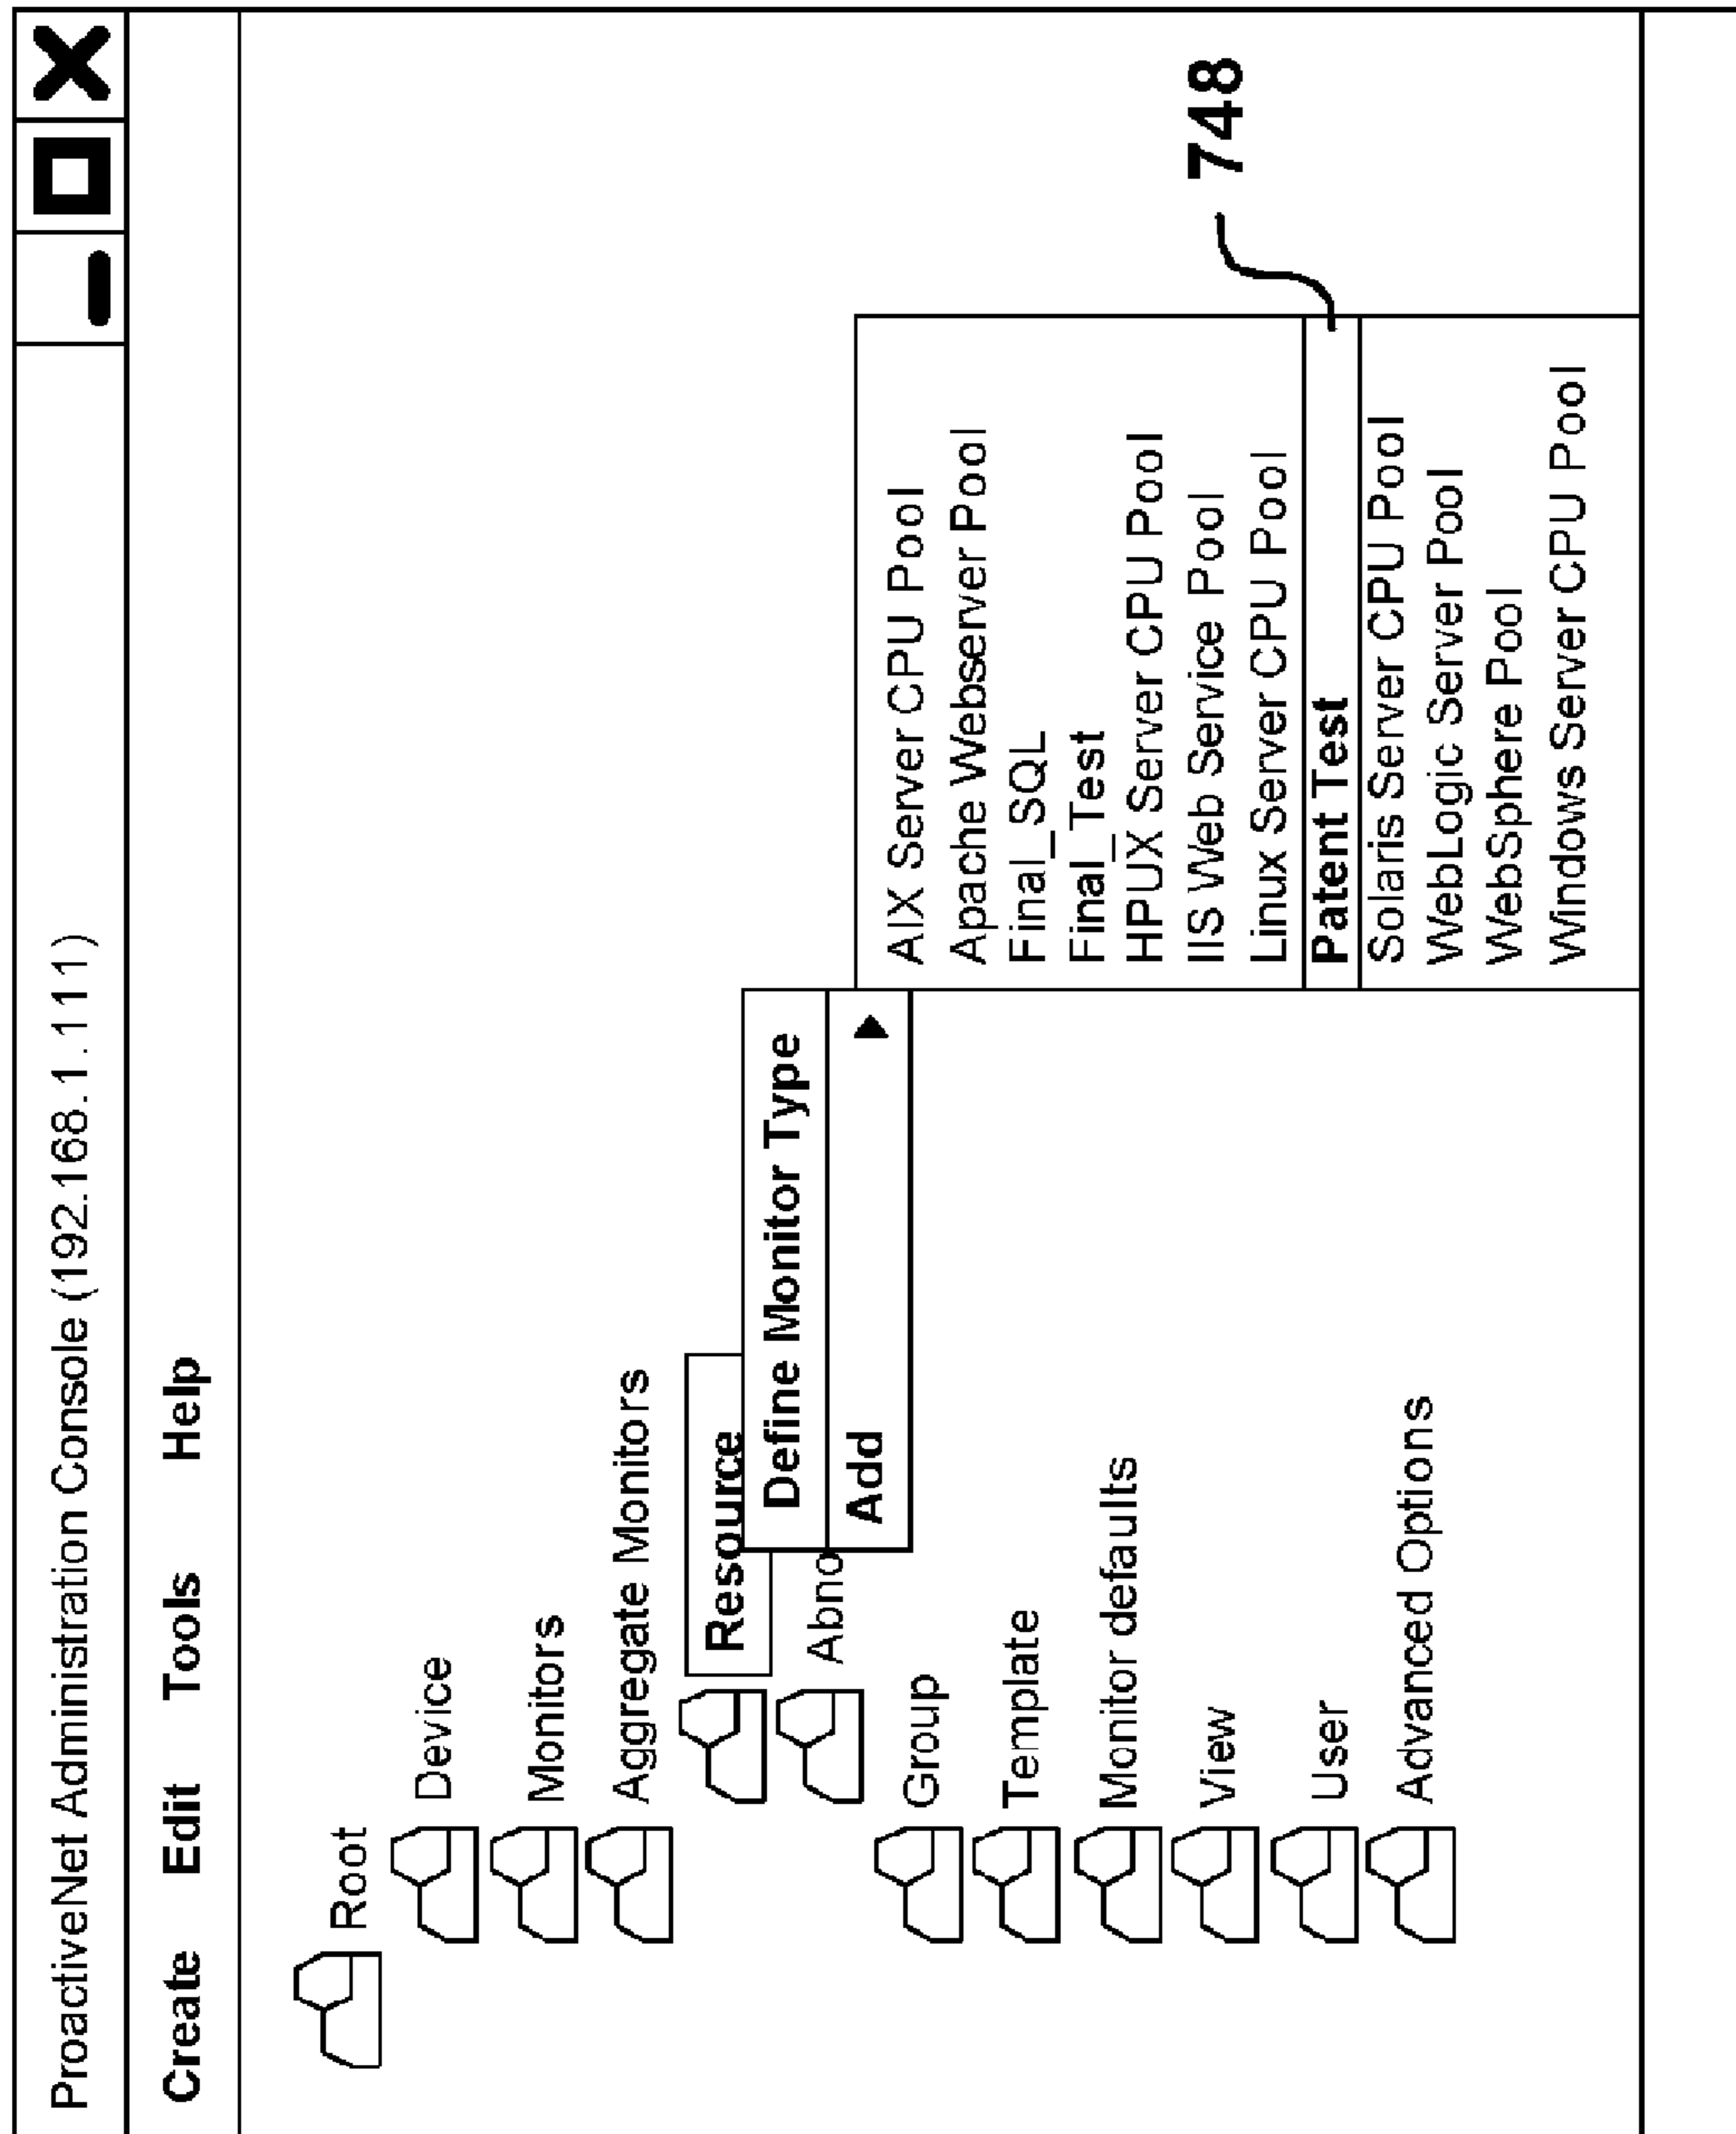 ProactiveNet Administration Console (192.168.1.111)
Create Edit Tools Help
Root
Device
Monitors
Aggregate Monitors
Resource
Abno
Define Monitor Type
Add
AIX Server CPU Pool
Apache Webserver Pool
Final_SQL
Final_Test
HPUX Server CPU Pool
IIS Web Service Pool
Linux Server CPU Pool
Patent Test
Solaris Server CPU Pool
WebLogic Server Pool
WebSphere Pool
Windows Server CPU Pool
748
Group
Template
Monitor defaults
View
User
Advanced Options